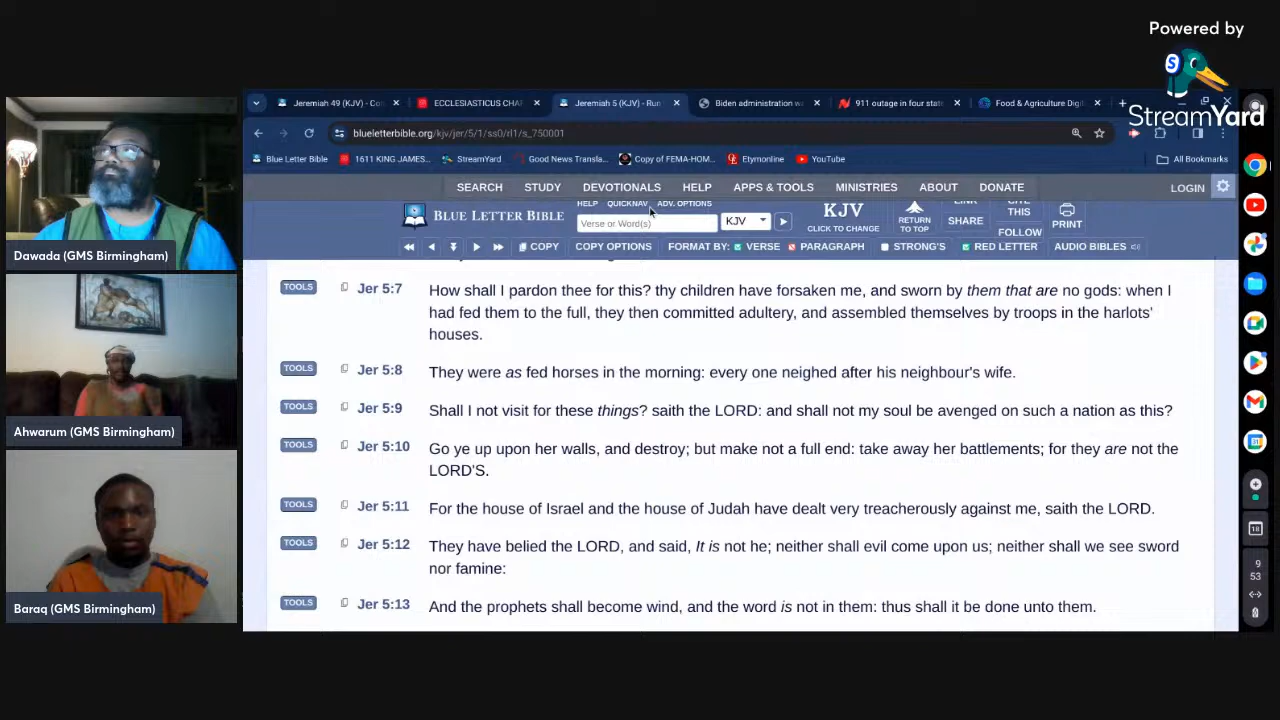 Powered by
StreamYard
Dawada (GMS Birmingham)
Ahwarum (GMS Birmingham)
Baraq (GMS Birmingham)
Jeremiah 49 (KJV) - Co
ECCLESIASTICUS CHA
Jeremiah 5 (KJV) - Run
Biden administration wa
911 outage in four state
Food & Agriculture Digi
blueletterbible.org/kjv/jer/5/1/ss0/rl1/s_750001
Blue Letter Bible
1611 KING JAMES...
StreamYard
Good News Transla...
Copy of FEMA-HOM...
Etymonline
YouTube
All Bookmarks
SEARCH STUDY DEVOTIONALS HELP APPS & TOOLS MINISTRIES ABOUT DONATE LOGIN
HELP QUICKNAV ADV. OPTIONS
BLUE LETTER BIBLE
Verse or Word(s)
KJV
KJV
CLICK TO CHANGE
RETURN
TO TOP
LINK
SHARE
CITE
THIS
FOLLOW
PRINT
COPY COPY OPTIONS FORMAT BY: VERSE PARAGRAPH STRONG'S RED LETTER AUDIO BIBLES
TOOLS Jer 5:7 How shall I pardon thee for this? thy children have forsaken me, and sworn by them that are no gods: when I
had fed them to the full, they then committed adultery, and assembled themselves by troops in the harlots'
houses.
TOOLS Jer 5:8 They were as fed horses in the morning: every one neighed after his neighbour's wife.
TOOLS Jer 5:9 Shall I not visit for these things? saith the LORD: and shall not my soul be avenged on such a nation as this?
TOOLS Jer 5:10 Go ye up upon her walls, and destroy; but make not a full end: take away her battlements; for they are not the
LORD'S.
TOOLS Jer 5:11 For the house of Israel and the house of Judah have dealt very treacherously against me, saith the LORD.
TOOLS Jer 5:12 They have belied the LORD, and said, It is not he; neither shall evil come upon us; neither shall we see sword
nor famine:
TOOLS Jer 5:13 And the prophets shall become wind, and the word is not in them: thus shall it be done unto them.
9
53